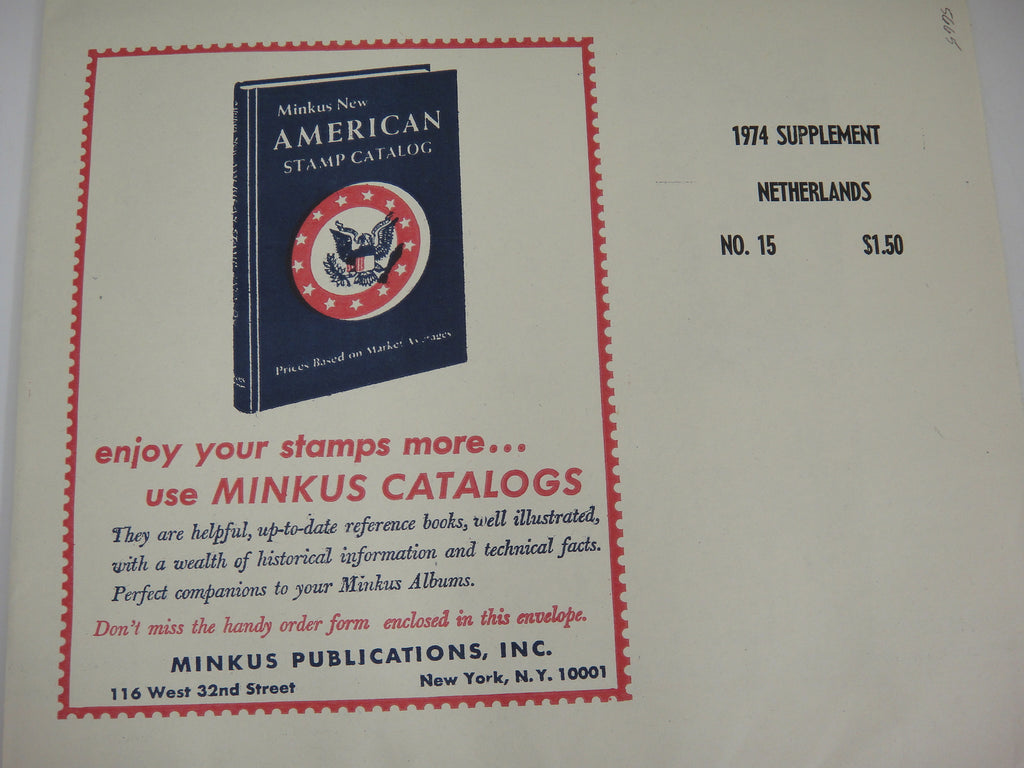 Minkus New
AMERICAN
STAMP CATALOG
Prices Based on Market Averages
enjoy your stamps more...
use MINKUS CATALOGS
They are helpful, up-to-date reference books, well illustrated,
with a wealth of historical information and technical facts.
Perfect companions to your Minkus Albums.
Don't miss the handy order form enclosed in this envelope.
MINKUS PUBLICATIONS, INC.
116 West 32nd Street New York, N.Y. 10001
1974 SUPPLEMENT
NETHERLANDS
NO. 15 $1.50